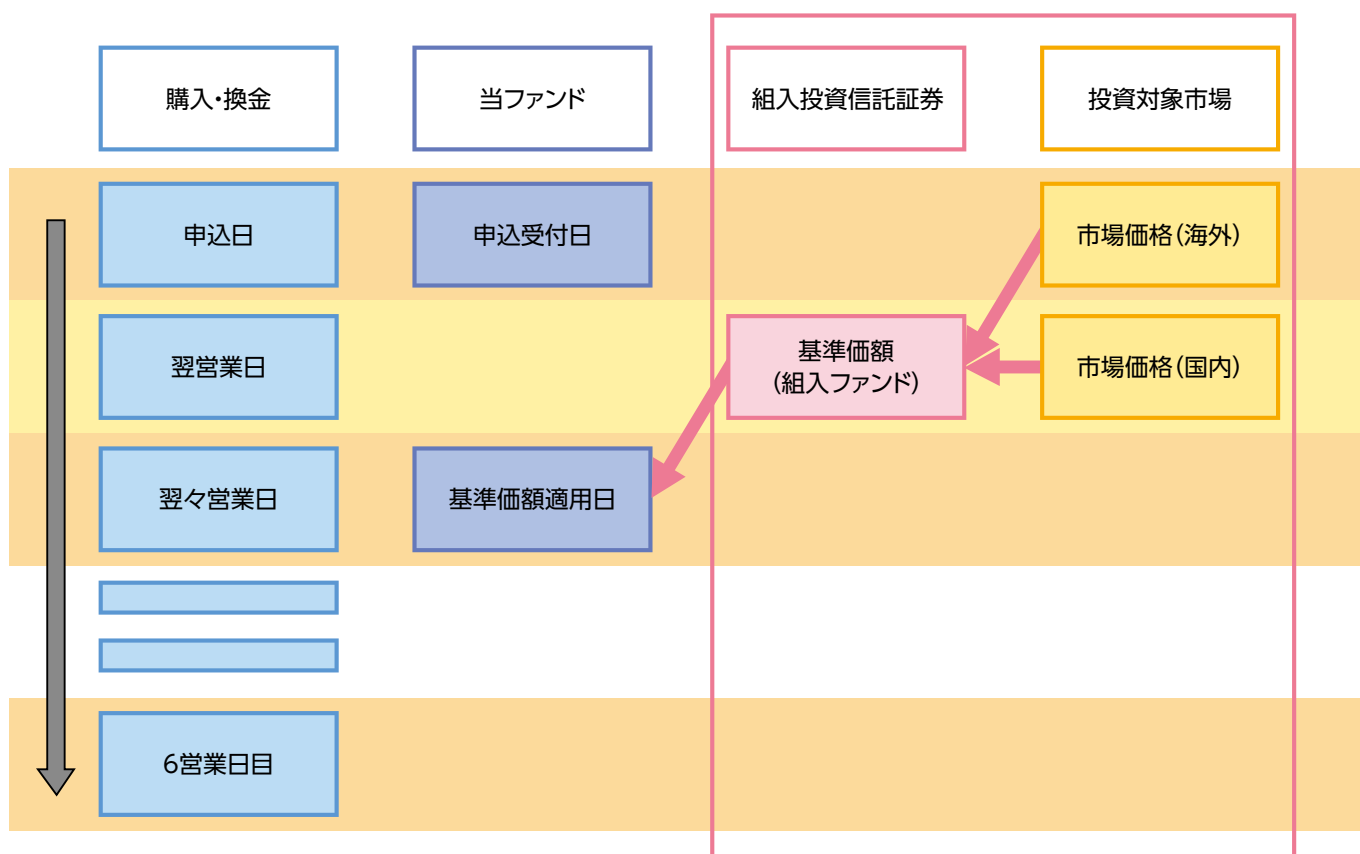 購入・換金
当ファンド
組入投資信託証券
投資対象市場
申込日
申込受付日
市場価格(海外)
翌営業日
基準価額
(組入ファンド)
市場価格(国内)
翌々営業日
基準価額適用日
6営業日目